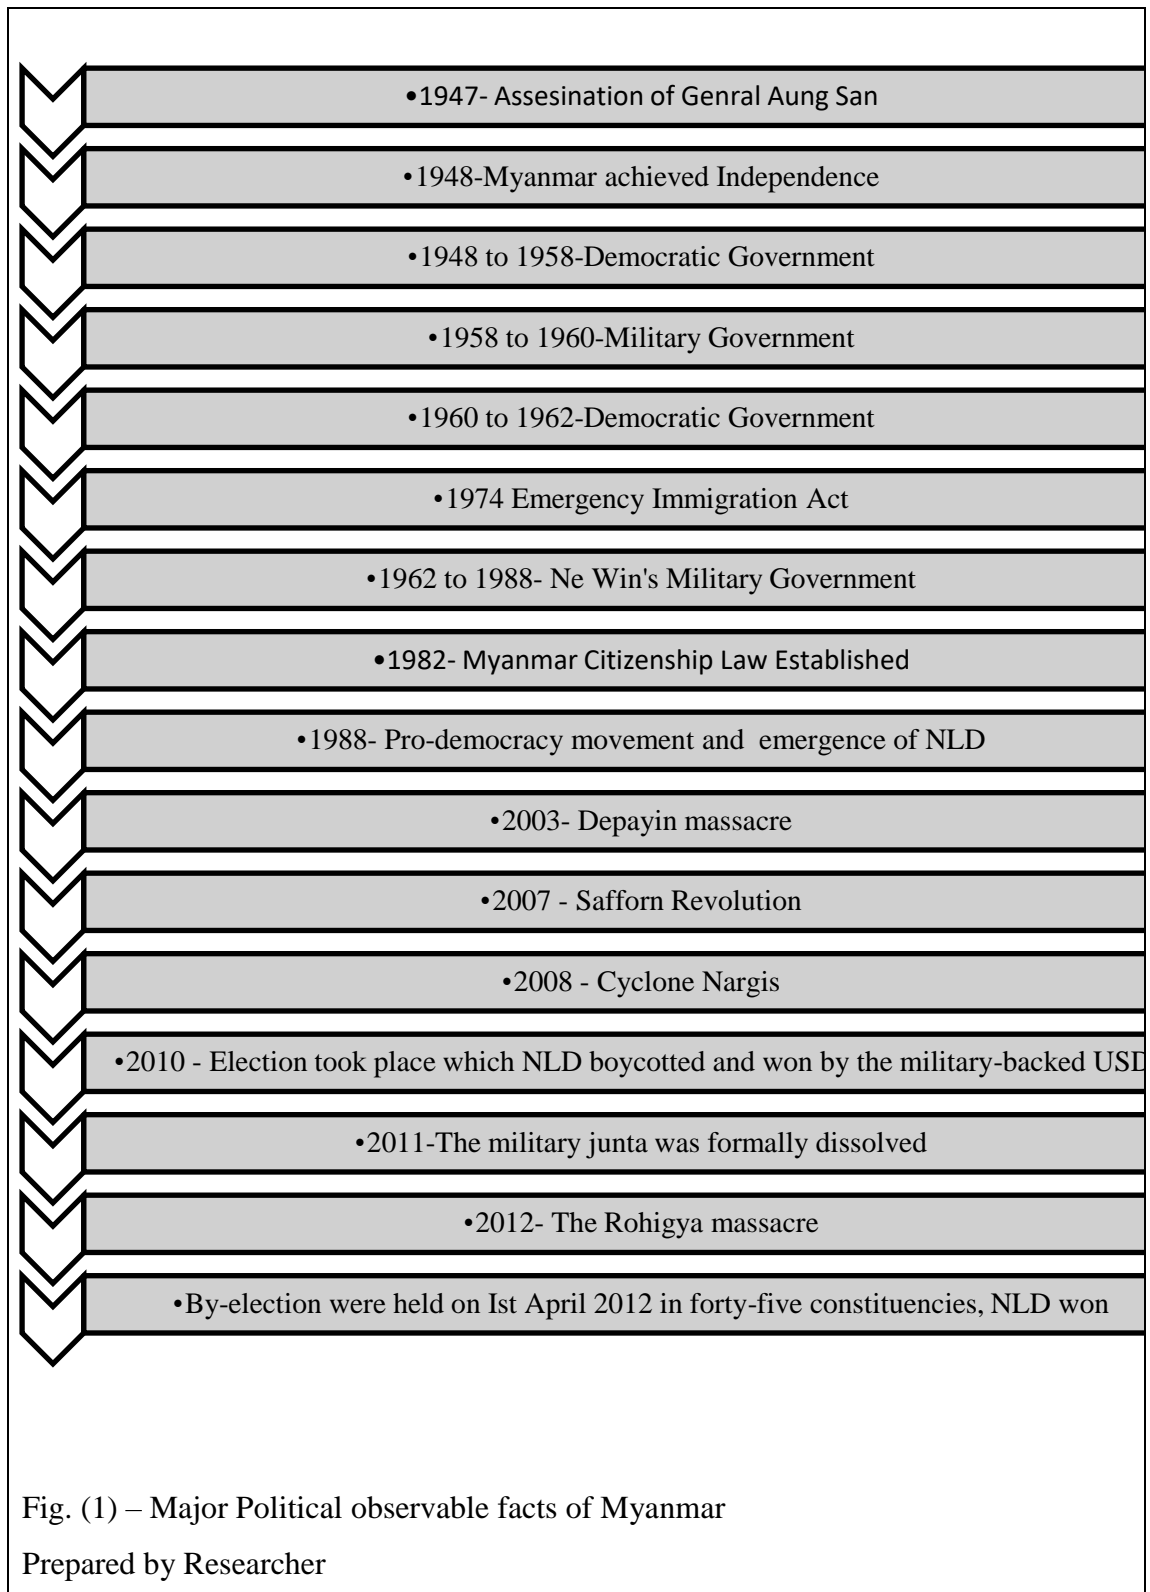 •1947- Assesination of Genral Aung San
•1948-Myanmar achieved Independence
•1948 to 1958-Democratic Government
•1958 to 1960-Military Government
•1960 to 1962-Democratic Government
•1974 Emergency Immigration Act
•1962 to 1988- Ne Win's Military Government
•1982- Myanmar Citizenship Law Established
•1988- Pro-democracy movement and  emergence of NLD
•2003- Depayin massacre
•2007 - Safforn Revolution
•2008 - Cyclone Nargis
•2010 - Election took place which NLD boycotted and won by the military-backed USD
•2011-The military junta was formally dissolved
•2012- The Rohigya massacre
•By-election were held on Ist April 2012 in forty-five constituencies, NLD won
Fig. (1) – Major Political observable facts of Myanmar
Prepared by Researcher